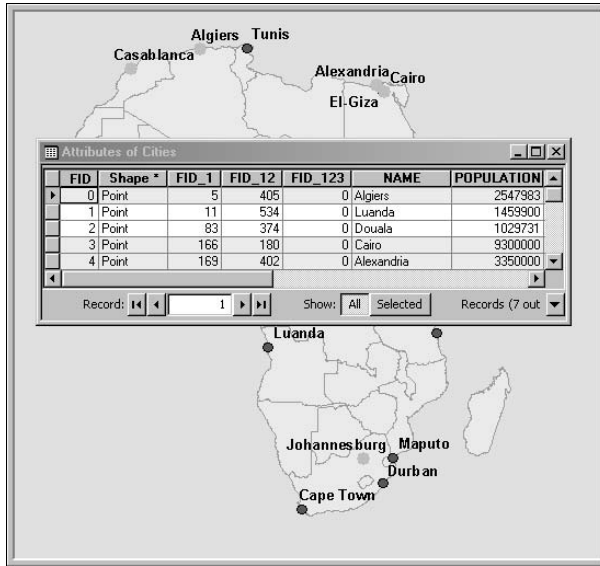 Algiers Tunis
Casablanca
Alexandria Cairo
El-Giza
Attributes of Cities
FID Shape * FID_1 FID_12 FID_123 NAME POPULATION
0 Point 5 405 0 Algiers 2547983
1 Point 11 534 0 Luanda 1459900
2 Point 83 374 0 Douala 1029731
3 Point 166 180 0 Cairo 9300000
4 Point 169 402 0 Alexandria 3350000
Record: 1 Show: All Selected Records (7 out
Luanda
Johannesburg Maputo
Durban
Cape Town